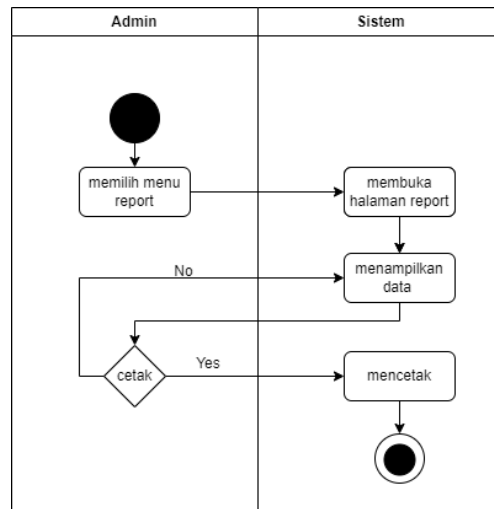 Admin
Sistem
memilih menu
report
membuka
halaman report
No
menampilkan
data
cetak
Yes
mencetak